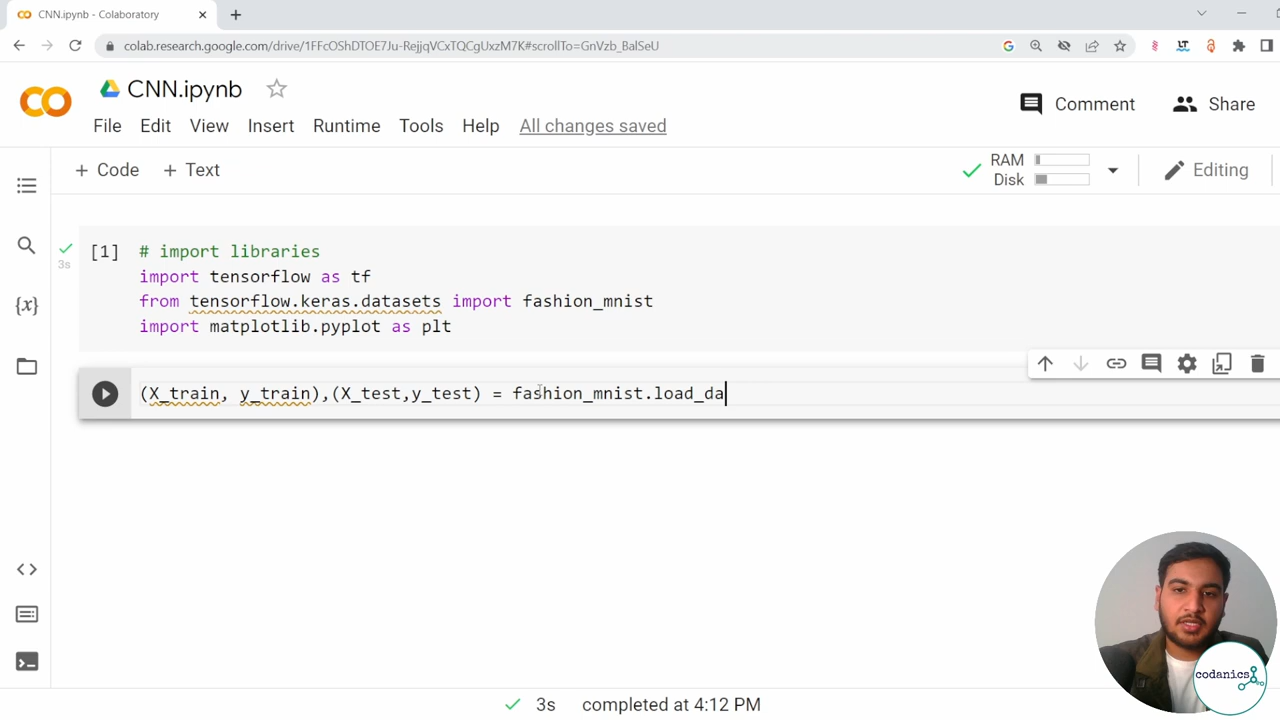 CNN.ipynb - Colaboratory
colab.research.google.com/drive/1FFcOShDTOE7Ju-RejjqVCxTQCgUxzM7K#scrollTo=GnVzb_BalSeU
CNN.ipynb
Comment
Share
File Edit View Insert Runtime Tools Help All changes saved
+ Code + Text
RAM
Disk
Editing
[1] # import libraries
3s
import tensorflow as tf
from tensorflow.keras.datasets import fashion_mnist
import matplotlib.pyplot as plt
(X_train, y_train),(X_test,y_test) = fashion_mnist.load_da
codanics
3s completed at 4:12 PM